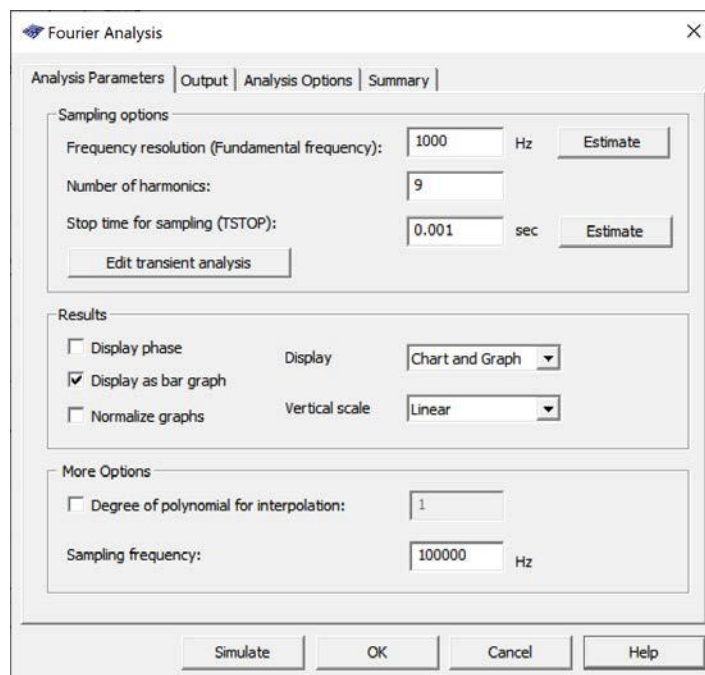 Fourier Analysis
Analysis Parameters Output Analysis Options Summary
Sampling options
Frequency resolution (Fundamental frequency): 1000 Hz Estimate
Number of harmonics: 9
Stop time for sampling (TSTOP): 0.001 sec Estimate
Edit transient analysis
Results
Display phase
Display Chart and Graph
Display as bar graph
Vertical scale Linear
Normalize graphs
More Options
Degree of polynomial for interpolation: 1
Sampling frequency: 100000 Hz
Simulate OK Cancel Help